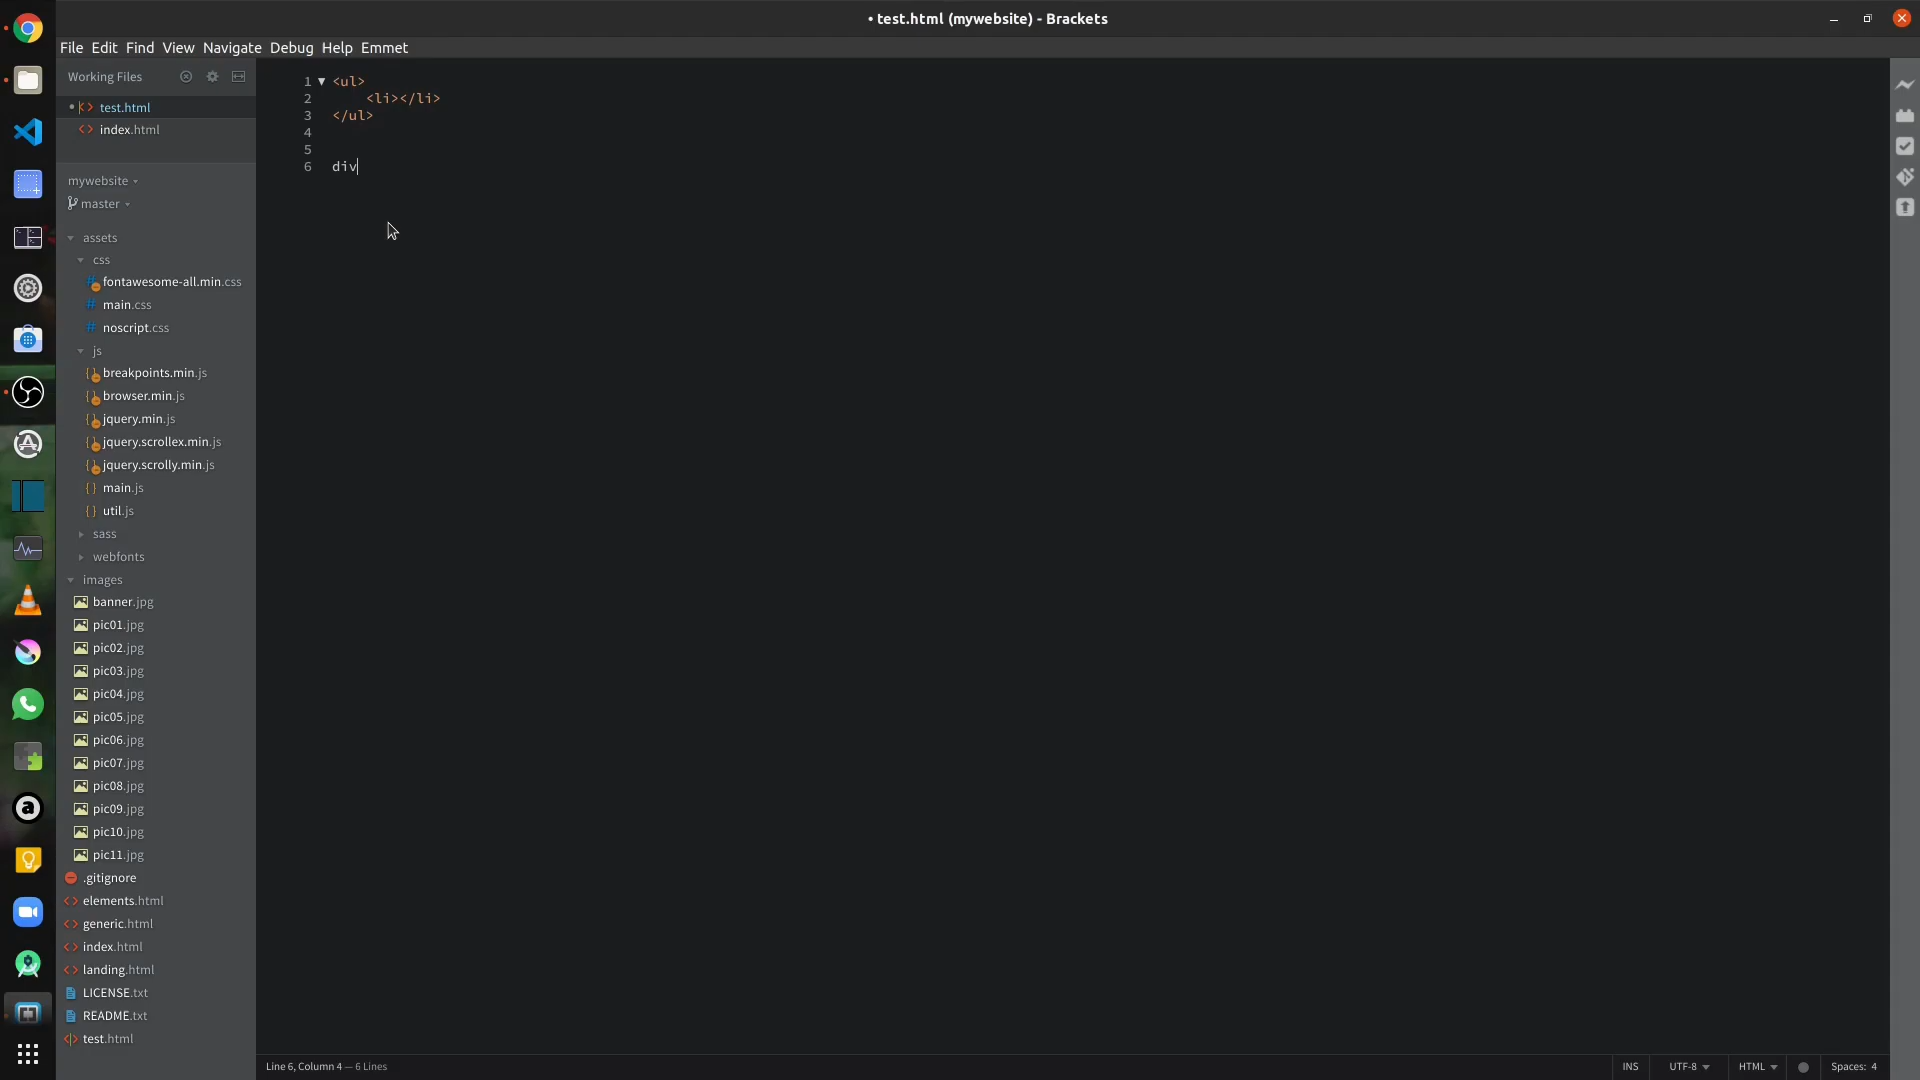 • test.html (mywebsite) - Brackets
File Edit Find View Navigate Debug Help Emmet
Working Files
test.html
index.html
mywebsite
master
assets
css
fontawesome-all.min.css
main.css
noscript.css
js
breakpoints.min.js
browser.min.js
jquery.min.js
jquery.scrollex.min.js
jquery.scrolly.min.js
main.js
util.js
sass
webfonts
images
banner.jpg
pic01.jpg
pic02.jpg
pic03.jpg
pic04.jpg
pic05.jpg
pic06.jpg
pic07.jpg
pic08.jpg
pic09.jpg
pic10.jpg
pic11.jpg
.gitignore
elements.html
generic.html
index.html
landing.html
LICENSE.txt
README.txt
test.html
1 <ul>
2 <li></li>
3 </ul>
4
5
6 div
Line 6, Column 4 — 6 Lines
INS UTF-8 HTML Spaces: 4